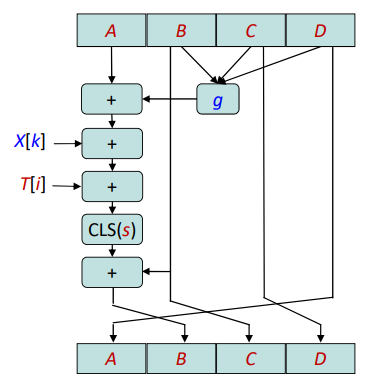 A B C D
+ g
X[k] +
T[i] +
CLS(s)
+
A B C D